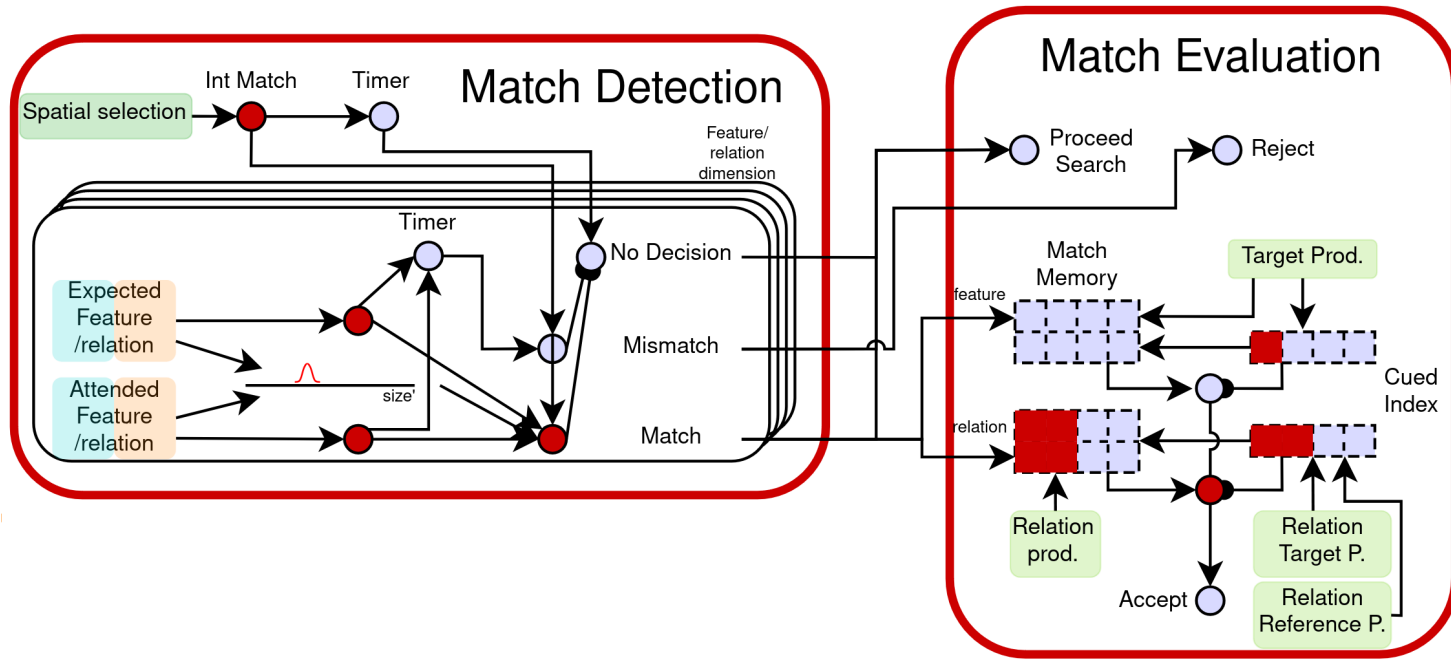 Match Detection
Int Match
Timer
Spatial selection
Feature/
relation
dimension
Timer
No Decision
Expected
Feature
/relation
Mismatch
size'
Attended
Feature
/relation
Match
Match Evaluation
Proceed
Search
Reject
Match
Memory
Target Prod.
feature
Cued
Index
relation
Relation
prod.
Relation
Target P.
Accept
Relation
Reference P.